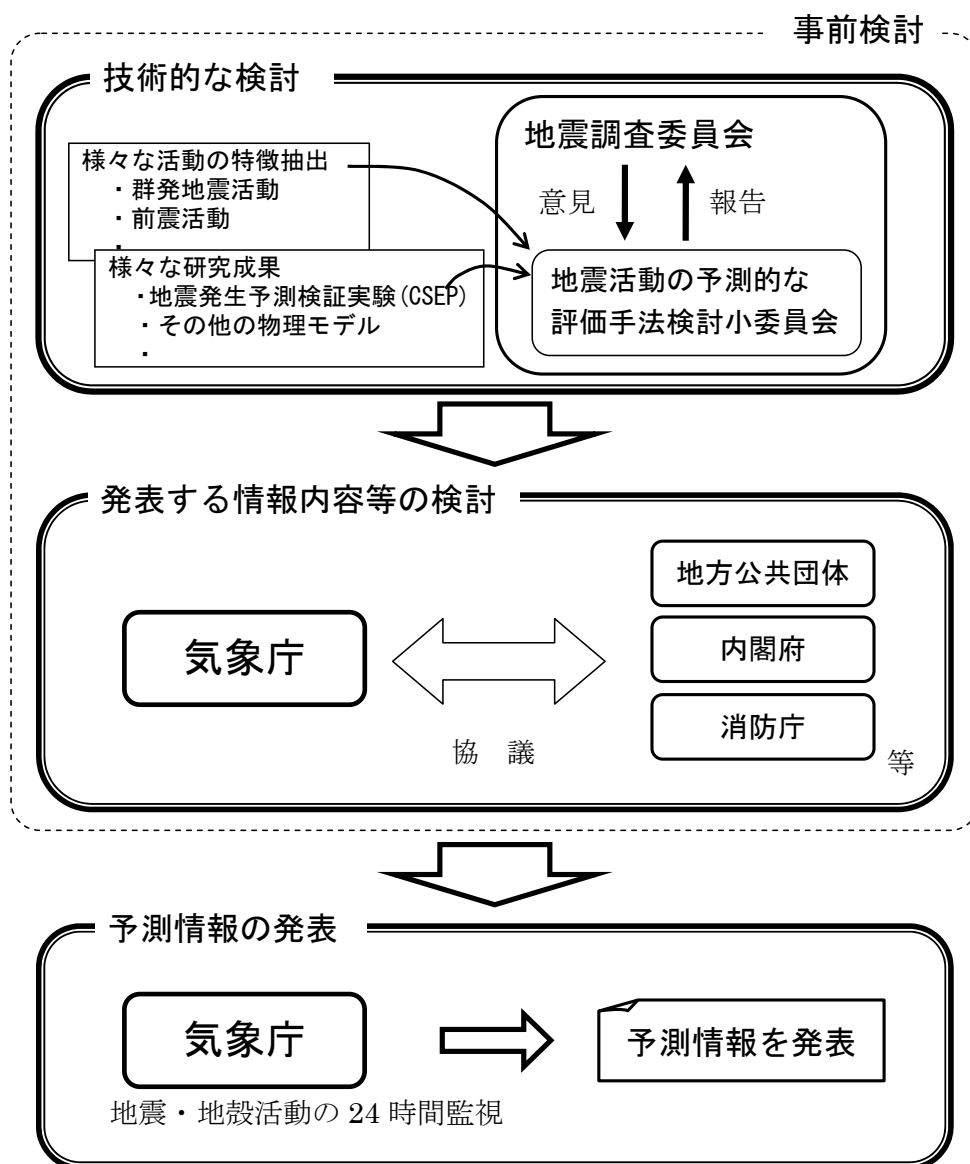 事前検討
技術的な検討
様々な活動の特徴抽出
・群発地震活動
・前震活動
・
様々な研究成果
・地震発生予測検証実験(CSEP)
・その他の物理モデル
・
地震調査委員会
意見
報告
地震活動の予測的な
評価手法検討小委員会
発表する情報内容等の検討
気象庁
協　議
地方公共団体
内閣府
消防庁
等
予測情報の発表
気象庁
予測情報を発表
地震・地殻活動の 24 時間監視